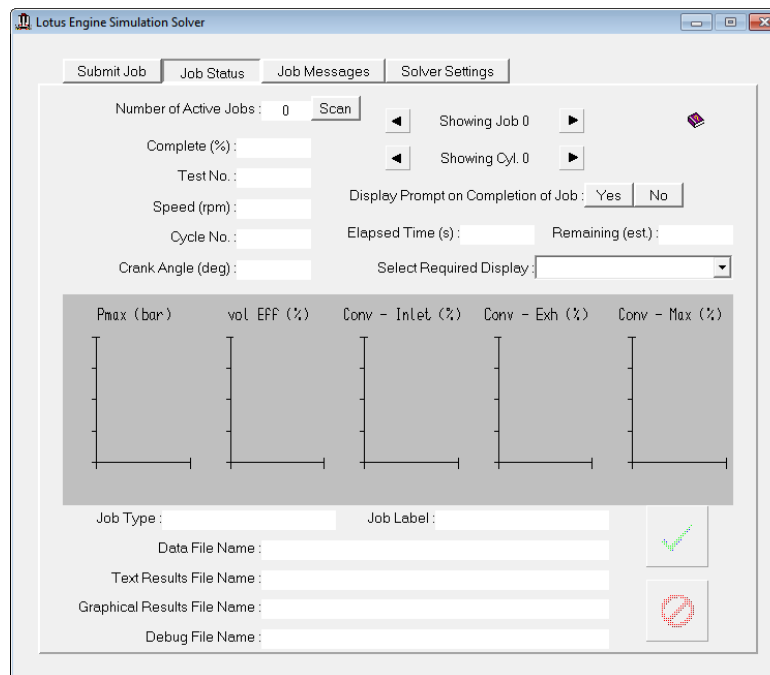 Lotus Engine Simulation Solver
Submit Job Job Status Job Messages Solver Settings
Number of Active Jobs : 0 Scan
Showing Job 0
Complete (%) :
Showing Cyl. 0
Test No. :
Display Prompt on Completion of Job : Yes No
Speed (rpm) :
Cycle No. : Elapsed Time (s) : Remaining (est.) :
Crank Angle (deg) : Select Required Display :
Pmax (bar) vol EFF (%) Conv - Inlet (%) Conv - Exh (%) Conv - Max (%)
Job Type : Job Label :
Data File Name :
Text Results File Name :
Graphical Results File Name :
Debug File Name :